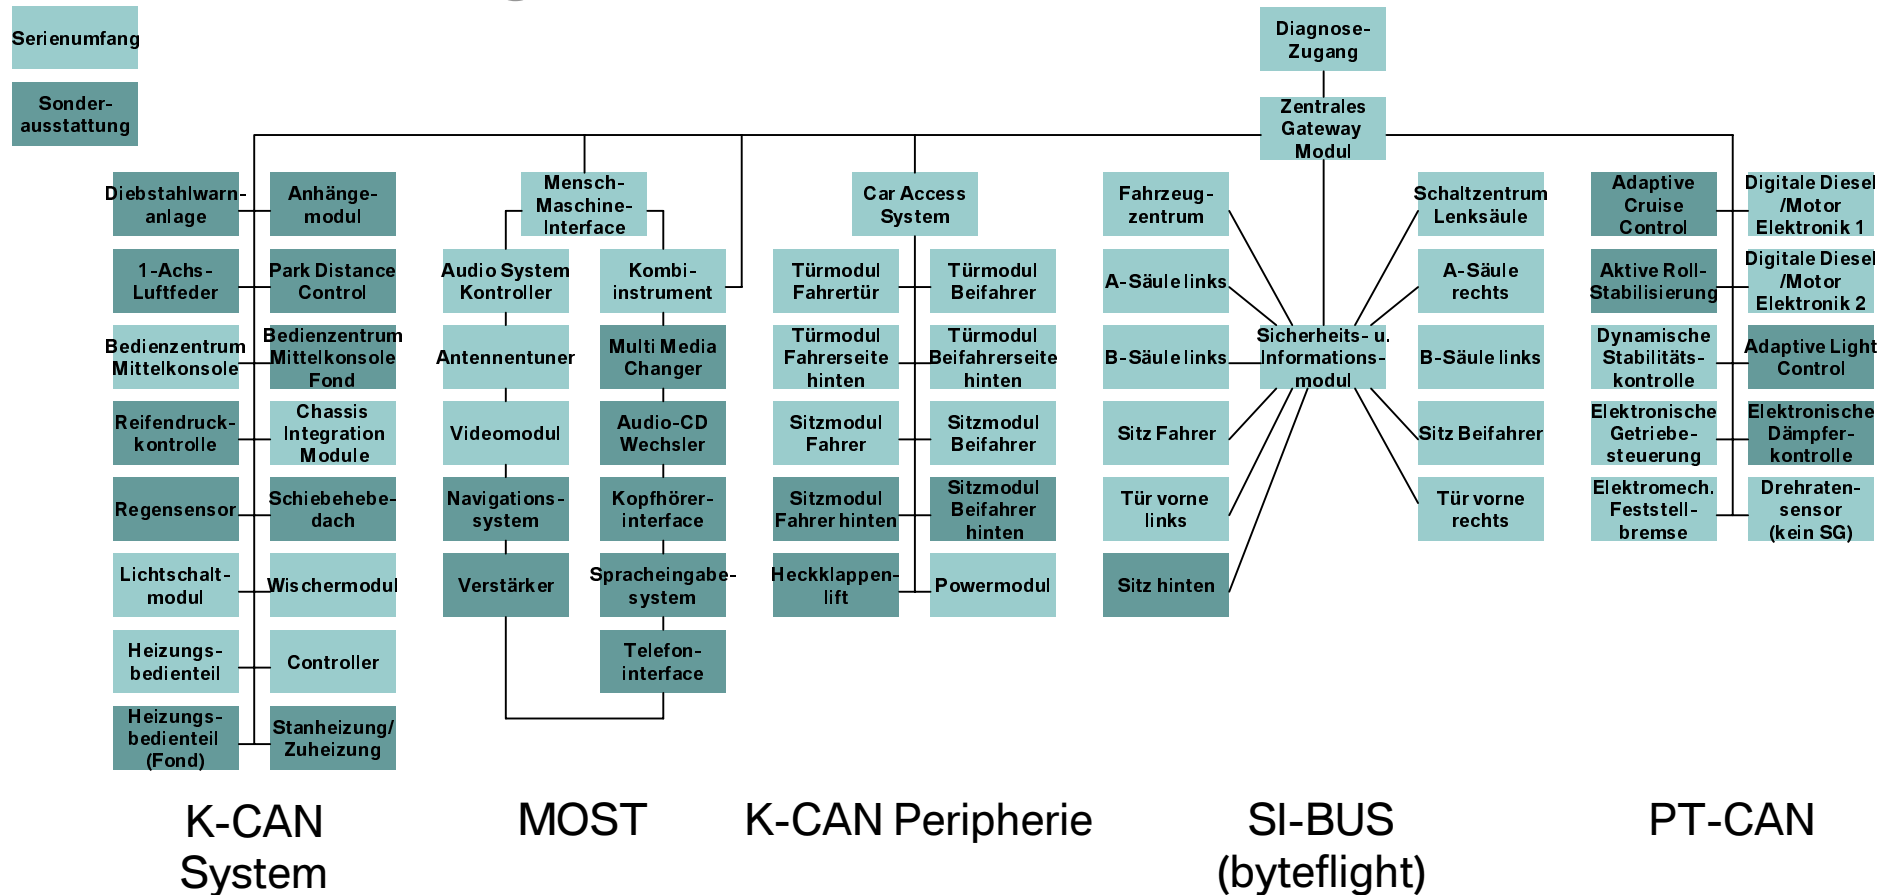 Serienumfang
Sonder-
ausstattung
Diagnose-
Zugang
Zentrales
Gateway
Modul
Diebstahlwarn-
anlage
Anhänge-
modul
1-Achs-
Luftfeder
Park Distance
Control
Bedienzentrum
Mittelkonsole
Bedienzentrum
Mittelkonsole
Fond
Reifendruck-
kontrolle
Chassis
Integration
Module
Regensensor
Schiebehebe-
dach
Lichtschalt-
modul
Wischermodul
Heizungs-
bedienteil
Controller
Heizungs-
bedienteil
(Fond)
Stanheizung/
Zuheizung
K-CAN
System
Mensch-
Maschine-
Interface
Audio System
Kontroller
Kombi-
instrument
Antennentuner
Multi Media
Changer
Videomodul
Audio-CD
Wechsler
Navigations-
system
Kopfhörer-
interface
Verstärker
Spracheingabe-
system
Telefon-
interface
MOST
Car Access
System
Türmodul
Fahrertür
Türmodul
Beifahrer
Türmodul
Fahrerseite
hinten
Türmodul
Beifahrerseite
hinten
Sitzmodul
Fahrer
Sitzmodul
Beifahrer
Sitzmodul
Fahrer hinten
Sitzmodul
Beifahrer
hinten
Heckklappen-
lift
Powermodul
K-CAN Peripherie
Fahrzeug-
zentrum
Schaltzentrum
Lenksäule
A-Säule links
A-Säule
rechts
B-Säule links
Sicherheits- u.
Informations-
modul
B-Säule links
Sitz Fahrer
Sitz Beifahrer
Tür vorne
links
Tür vorne
rechts
Sitz hinten
SI-BUS
(byteflight)
Adaptive
Cruise
Control
Digitale Diesel
/Motor
Elektronik 1
Aktive Roll-
Stabilisierung
Digitale Diesel
/Motor
Elektronik 2
Dynamische
Stabilitäts-
kontrolle
Adaptive Light
Control
Elektronische
Getriebe-
steuerung
Elektronische
Dämpfer-
kontrolle
Elektromech.
Feststell-
bremse
Drehraten-
sensor
(kein SG)
PT-CAN